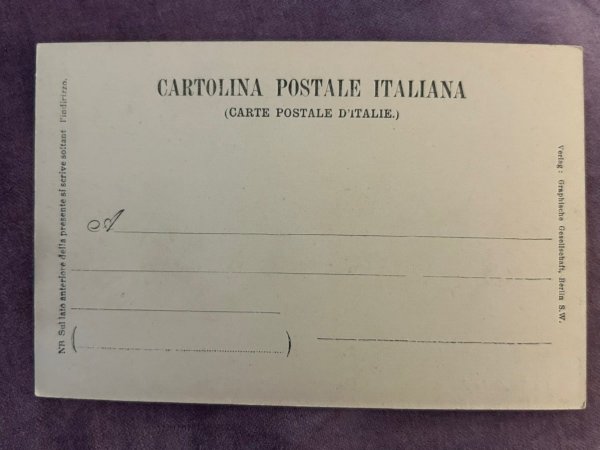 CARTOLINA POSTALE ITALIANA
(CARTE POSTALE D'ITALIE.)
A
( )
NB Sul lato anteriore della presente si scrive soltant l'indirizzo.
Verlag: Graphische Gesellschaft, Berlin S.W.